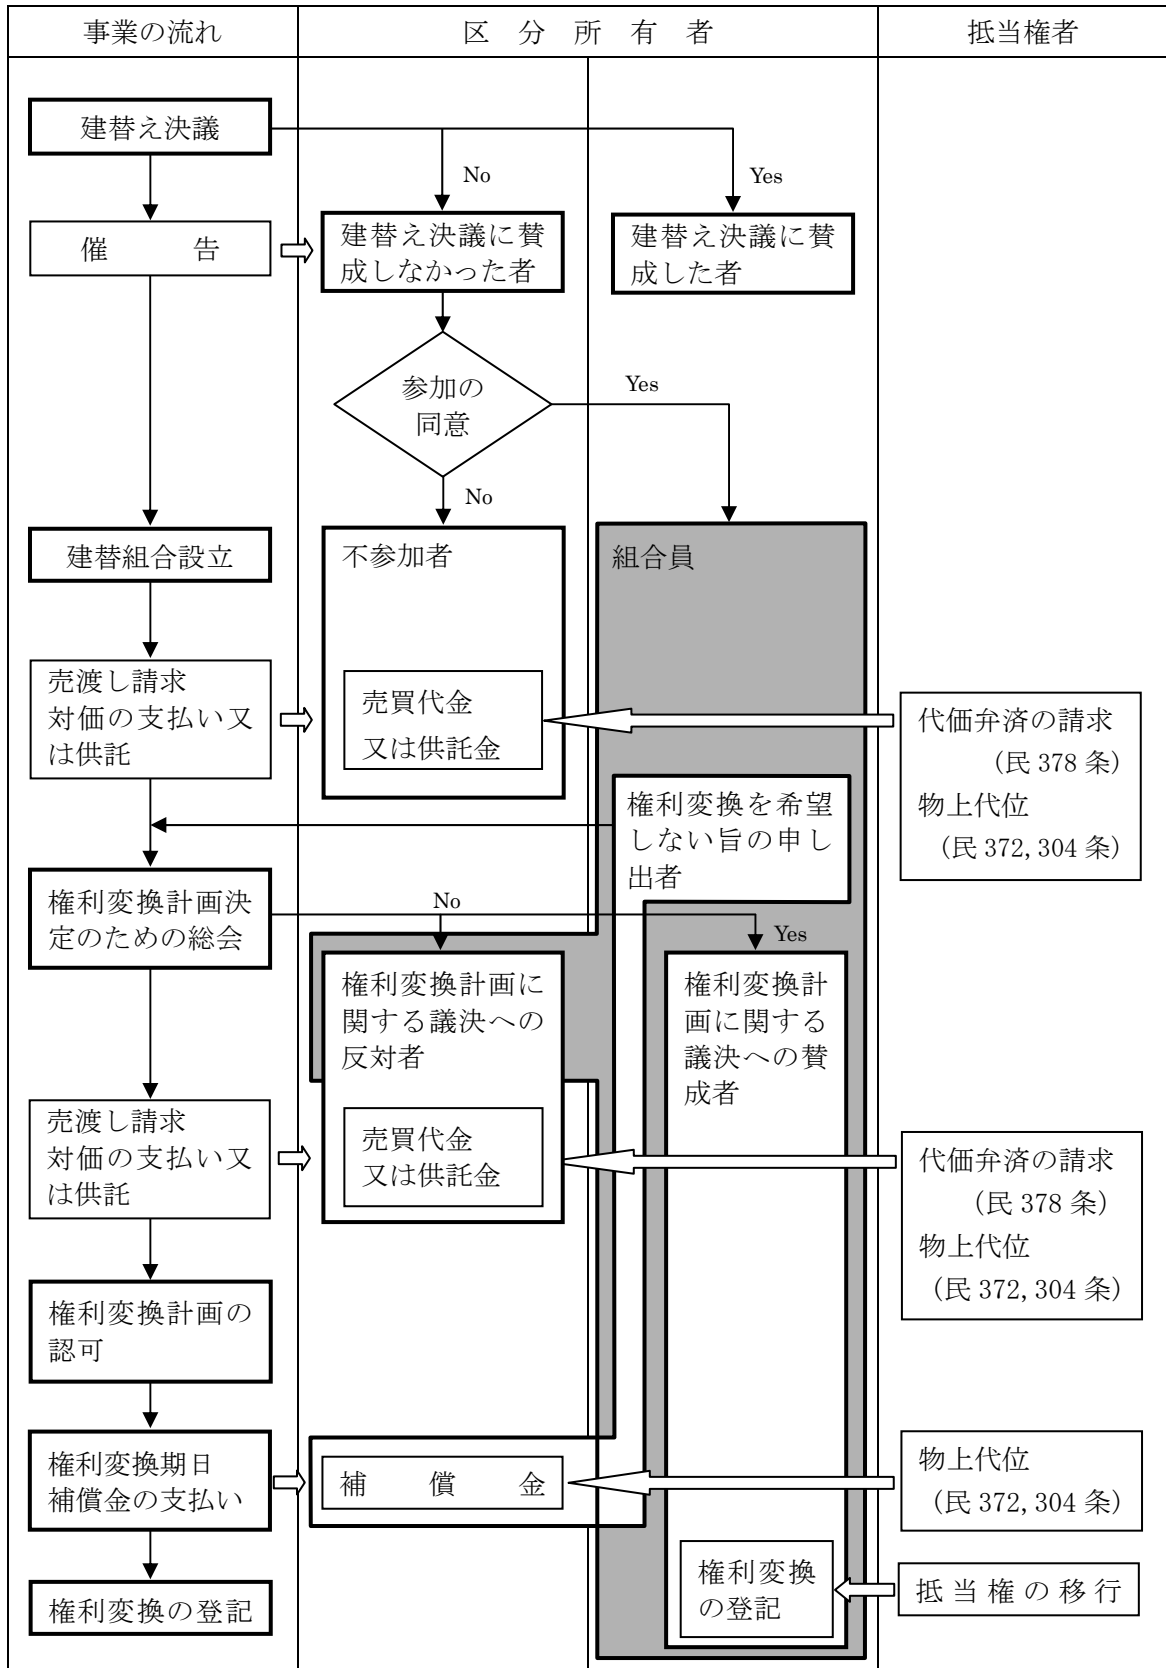 事業の流れ
区分所有者
抵当権者
建替え決議
No
Yes
催告
建替え決議に賛
成しなかった者
建替え決議に賛
成した者
参加の
同意
Yes
No
建替組合設立
不参加者
組合員
売渡し請求
対価の支払い又
は供託
売買代金
又は供託金
代価弁済の請求
(民 378 条)
物上代位
(民 372, 304 条)
権利変換を希望
しない旨の申し
出者
権利変換計画決
定のための総会
No
Yes
権利変換計画に
関する議決への
反対者
権利変換計
画に関する
議決への賛
成者
売渡し請求
対価の支払い又
は供託
売買代金
又は供託金
代価弁済の請求
(民 378 条)
物上代位
(民 372, 304 条)
権利変換計画の
認可
権利変換期日
補償金の支払い
補償金
物上代位
(民 372, 304 条)
権利変換の登記
権利変換
の登記
抵当権の移行